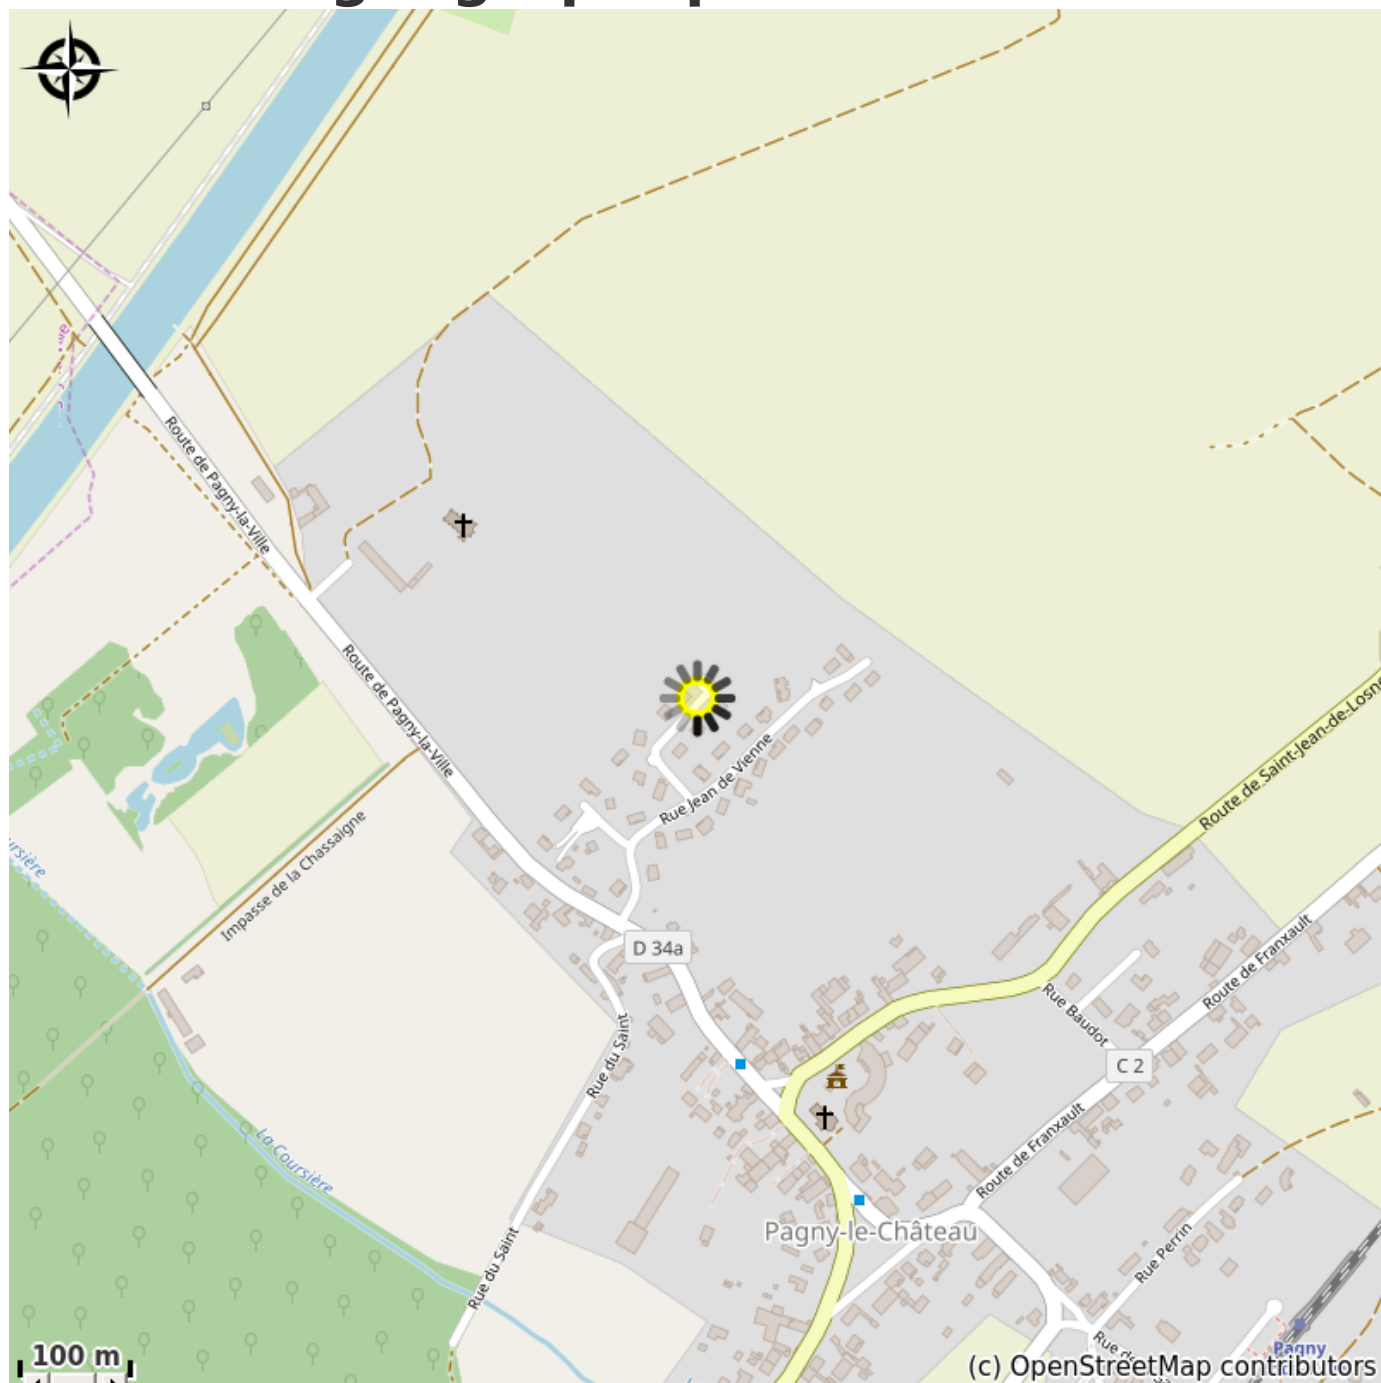 Route de Pagny-la-Ville
Route de Pagny-la-Ville
Rue Jean de Vienne
Route de Saint-Jean-de-Losne
Impasse de la Chassaigne
Route de Franxault
D 34a
Rue Baudot
Rue du Saint
C 2
La Coursière
Route de Franxault
Pagny-le-Château
Rue Perrin
Rue du Saint
Pagny
100 m
(c) OpenStreetMap contributors